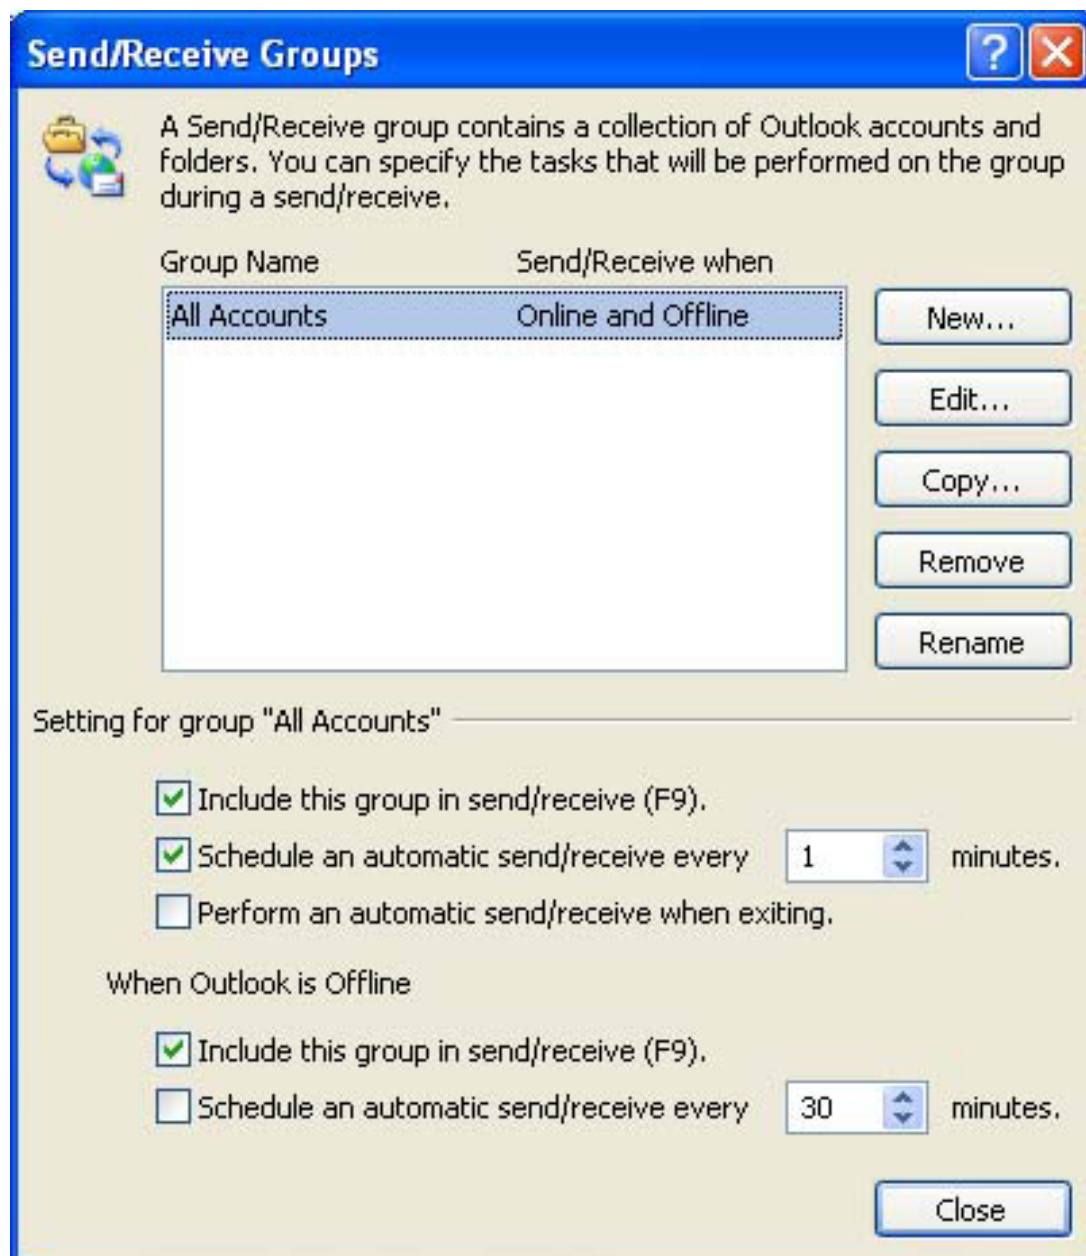 Send/Receive Groups
A Send/Receive group contains a collection of Outlook accounts and
folders. You can specify the tasks that will be performed on the group
during a send/receive.
Group Name Send/Receive when
All Accounts Online and Offline
New...
Edit...
Copy...
Remove
Rename
Setting for group "All Accounts"
Include this group in send/receive (F9).
Schedule an automatic send/receive every 1 minutes.
Perform an automatic send/receive when exiting.
When Outlook is Offline
Include this group in send/receive (F9).
Schedule an automatic send/receive every 30 minutes.
Close